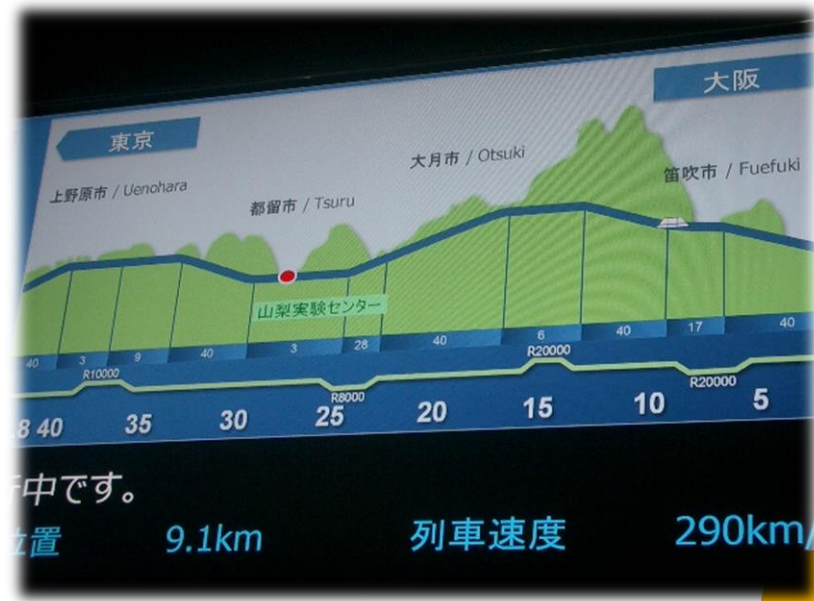 大阪
東京
大月市 / Otsuki
笛吹市 / Fuefuki
上野原市 / Uenohara
都留市 / Tsuru
山梨実験センター
40 3 9 40 3 28 40 6 40 17 40
R10000 R8000 R20000 R20000
8 40 35 30 25 20 15 10 5
中です。
位置 9.1km 列車速度 290km/